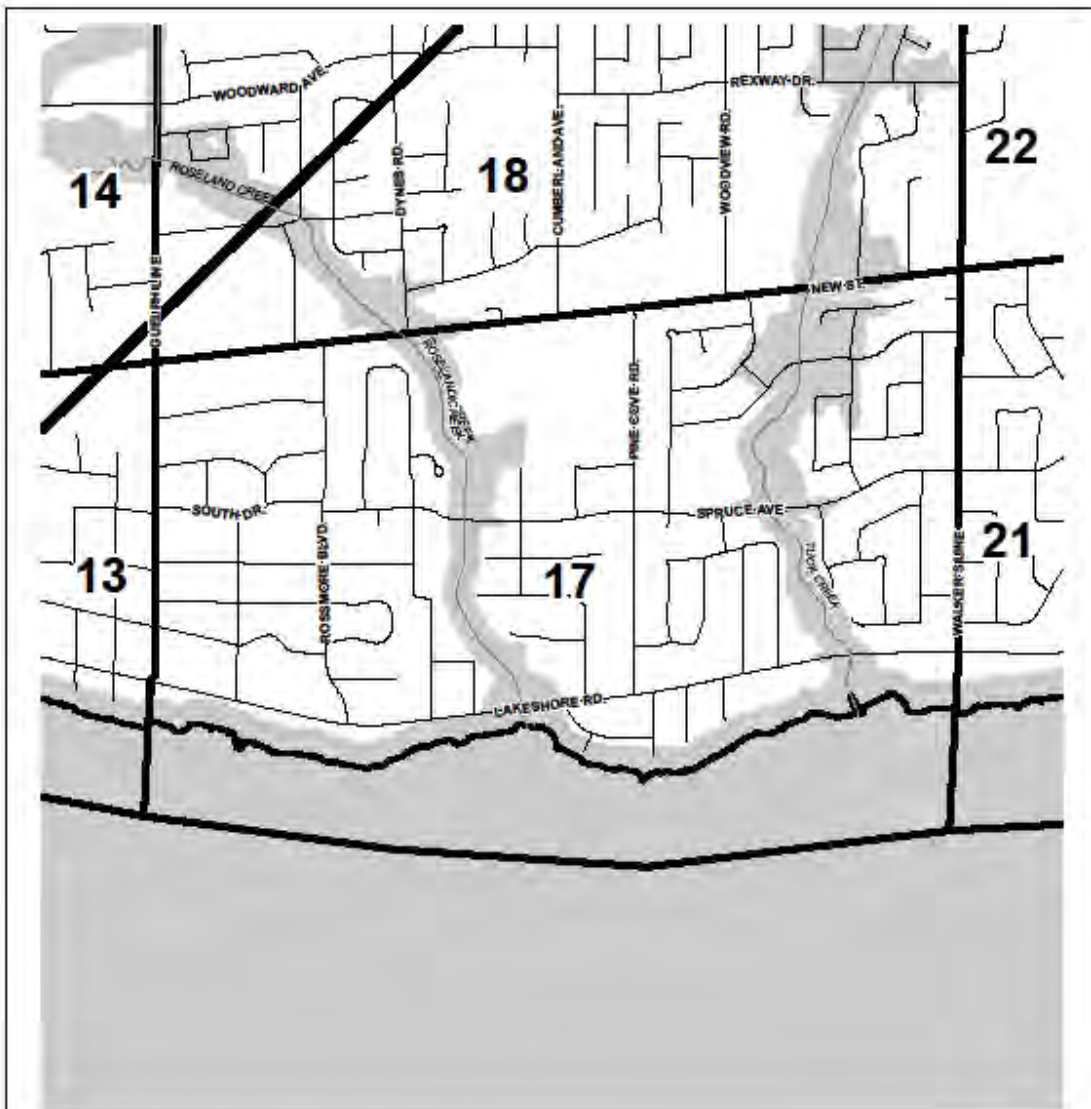 WOODWARD AVE.
REXWAY DR.
22
14
ROSELAND CREEK
DYNES RD.
18
CUMBERLAND AVE.
WOODVIEW RD.
GUELPH LINE
NEW ST.
ROSELAND CREEK
PINE COVE RD.
SOUTH DR.
SPRUCE AVE
13
ROSSMORE BLVD.
17
TUCK CREEK
21
WALKER'S LINE
LAKESHORE RD.